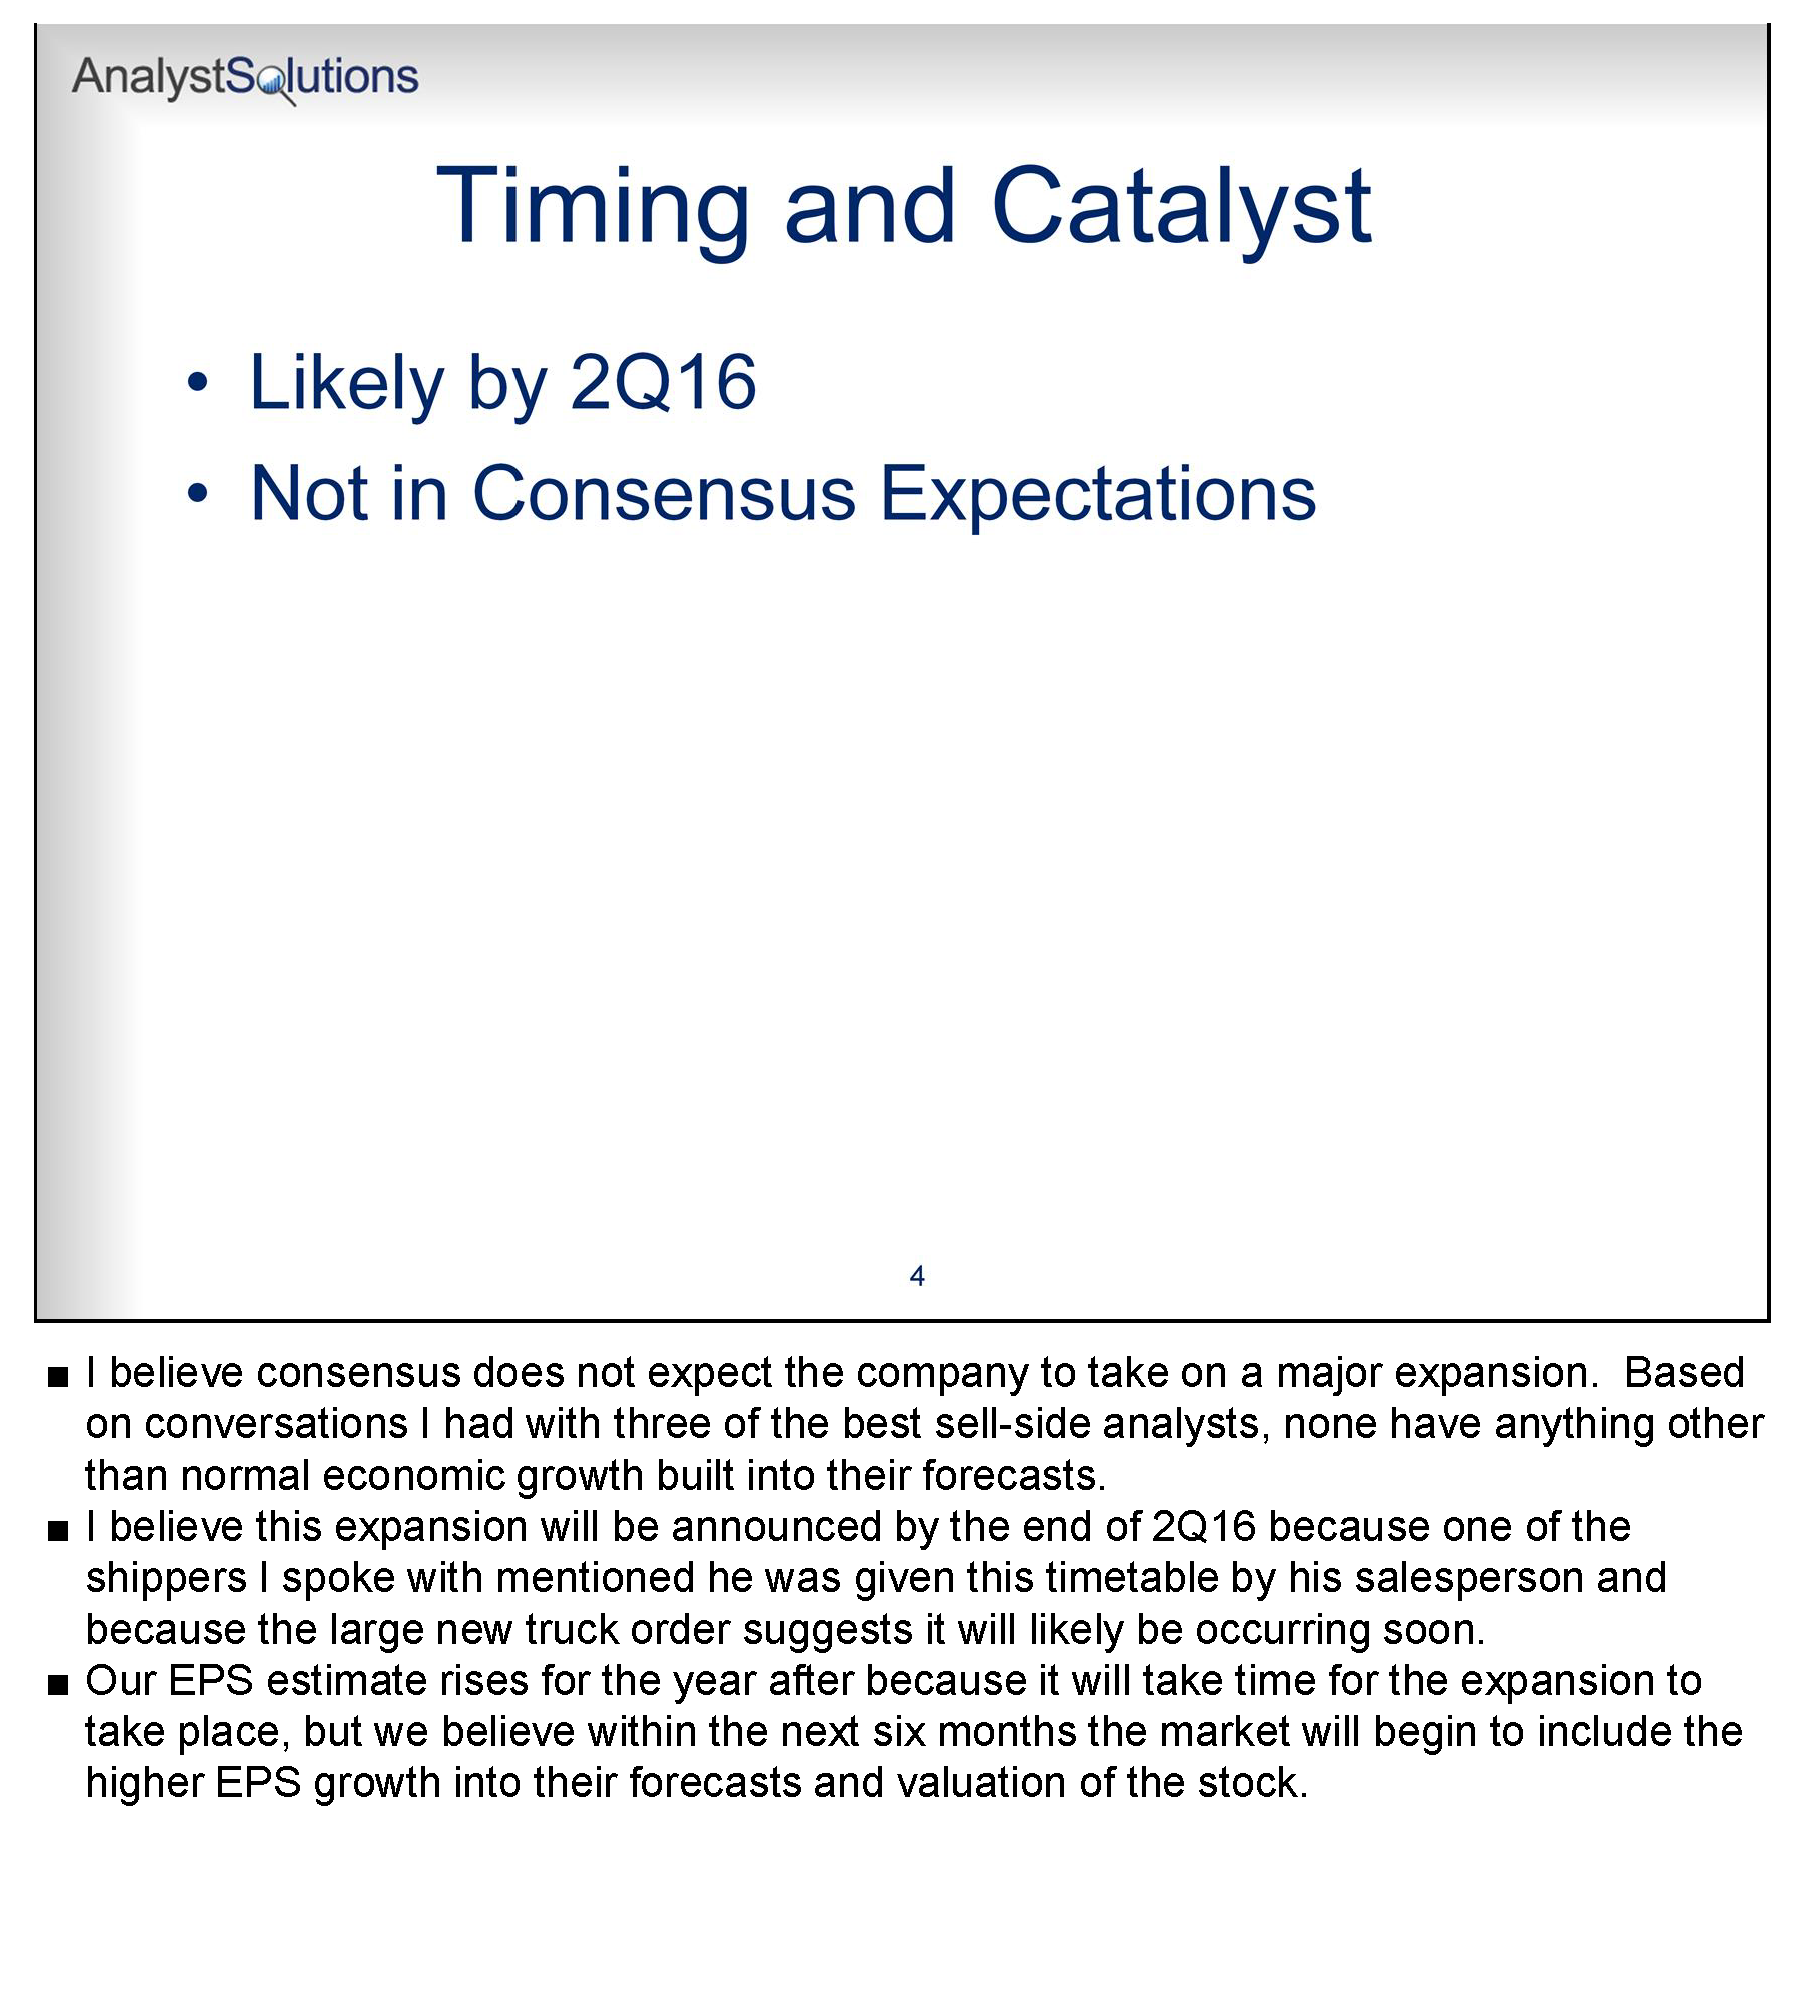 AnalystSolutions
Timing and Catalyst
• Likely by 2Q16
• Not in Consensus Expectations
4
■ I believe consensus does not expect the company to take on a major expansion.  Based
on conversations I had with three of the best sell-side analysts, none have anything other
than normal economic growth built into their forecasts.
■ I believe this expansion will be announced by the end of 2Q16 because one of the
shippers I spoke with mentioned he was given this timetable by his salesperson and
because the large new truck order suggests it will likely be occurring soon.
■ Our EPS estimate rises for the year after because it will take time for the expansion to
take place, but we believe within the next six months the market will begin to include the
higher EPS growth into their forecasts and valuation of the stock.